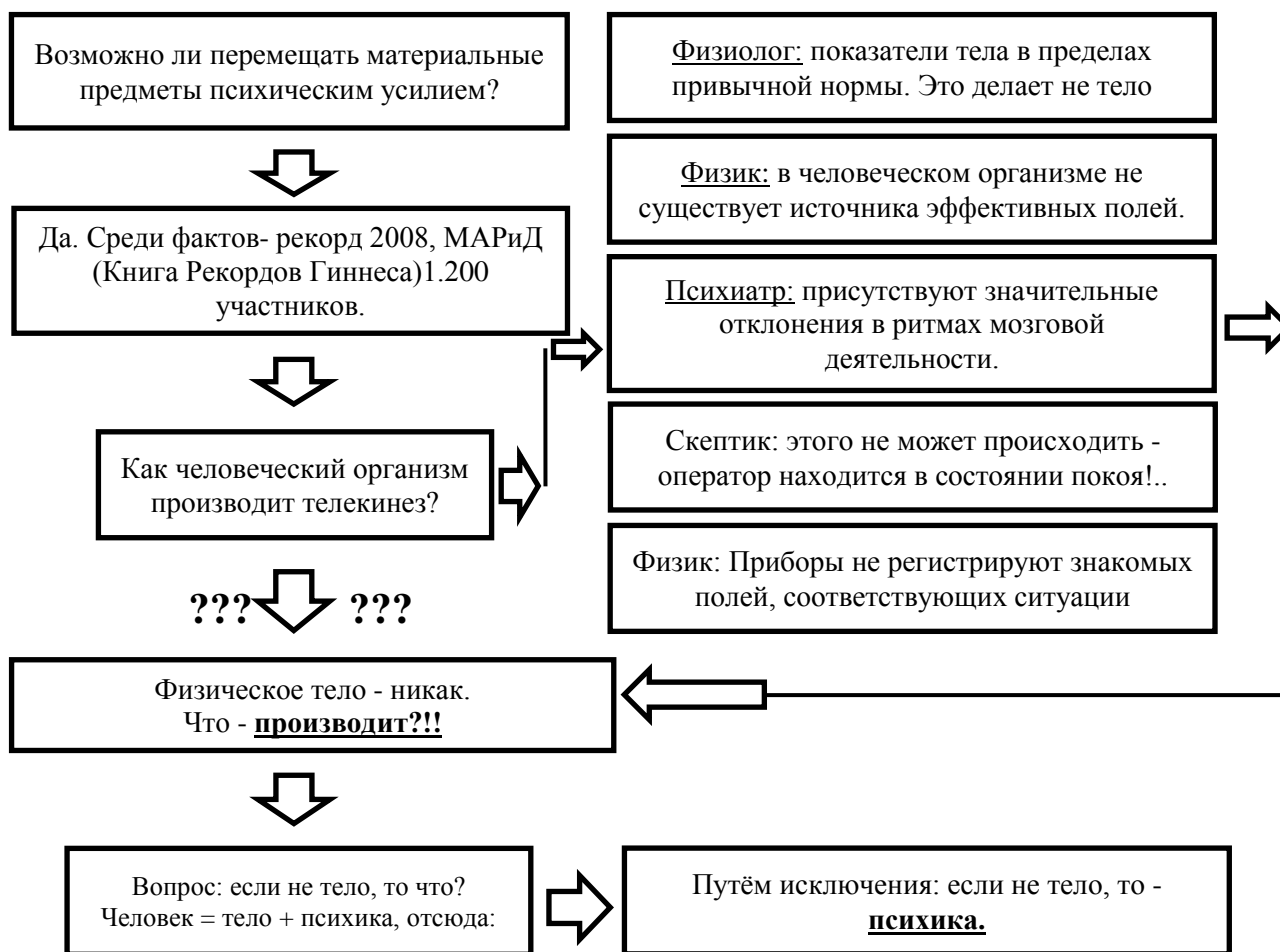 Возможно ли перемещать материальные
предметы психическим усилием?
Да. Среди фактов- рекорд 2008, МАРиД
(Книга Рекордов Гиннеса)1.200
участников.
Как человеческий организм
производит телекинез?
Физиолог: показатели тела в пределах
привычной нормы. Это делает не тело
Физик: в человеческом организме не
существует источника эффективных полей.
Психиатр: присутствуют значительные
отклонения в ритмах мозговой
деятельности.
Скептик: этого не может происходить -
оператор находится в состоянии покоя!..
Физик: Приборы не регистрируют знакомых
полей, соответствующих ситуации
??? ???
Физическое тело - никак.
Что - производит?!!
Вопрос: если не тело, то что?
Человек = тело + психика, отсюда:
Путём исключения: если не тело, то -
психика.